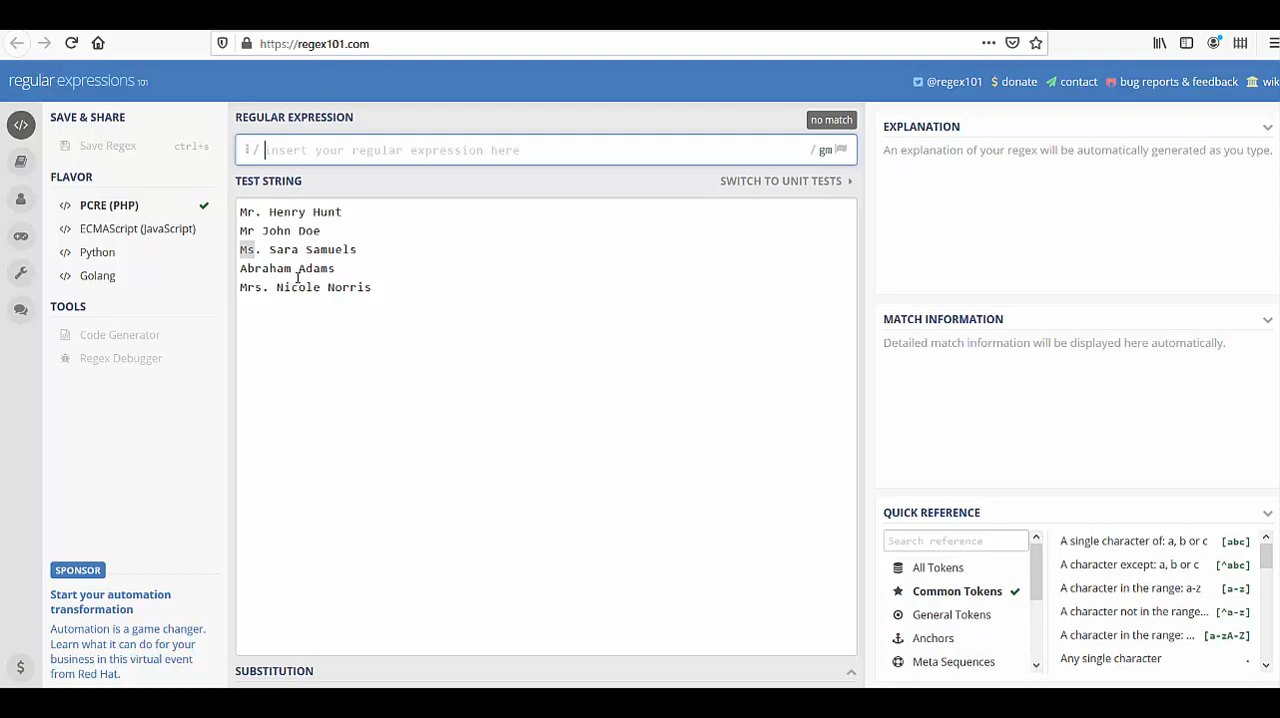 https://regex101.com
regular expressions 101
@regex101
donate
contact
bug reports & feedback
wik
SAVE & SHARE
Save Regex ctrl+s
FLAVOR
PCRE (PHP)
ECMAScript (JavaScript)
Python
Golang
TOOLS
Code Generator
Regex Debugger
SPONSOR
Start your automation
transformation
Automation is a game changer.
Learn what it can do for your
business in this virtual event
from Red Hat.
REGULAR EXPRESSION
no match
/ insert your regular expression here / gm
TEST STRING
SWITCH TO UNIT TESTS
Mr. Henry Hunt
Mr John Doe
Ms. Sara Samuels
Abraham Adams
Mrs. Nicole Norris
SUBSTITUTION
EXPLANATION
An explanation of your regex will be automatically generated as you type.
MATCH INFORMATION
Detailed match information will be displayed here automatically.
QUICK REFERENCE
Search reference
All Tokens
Common Tokens
General Tokens
Anchors
Meta Sequences
A single character of: a, b or c [abc]
A character except: a, b or c [^abc]
A character in the range: a-z [a-z]
A character not in the range... [^a-z]
A character in the range: ... [a-zA-Z]
Any single character .
$